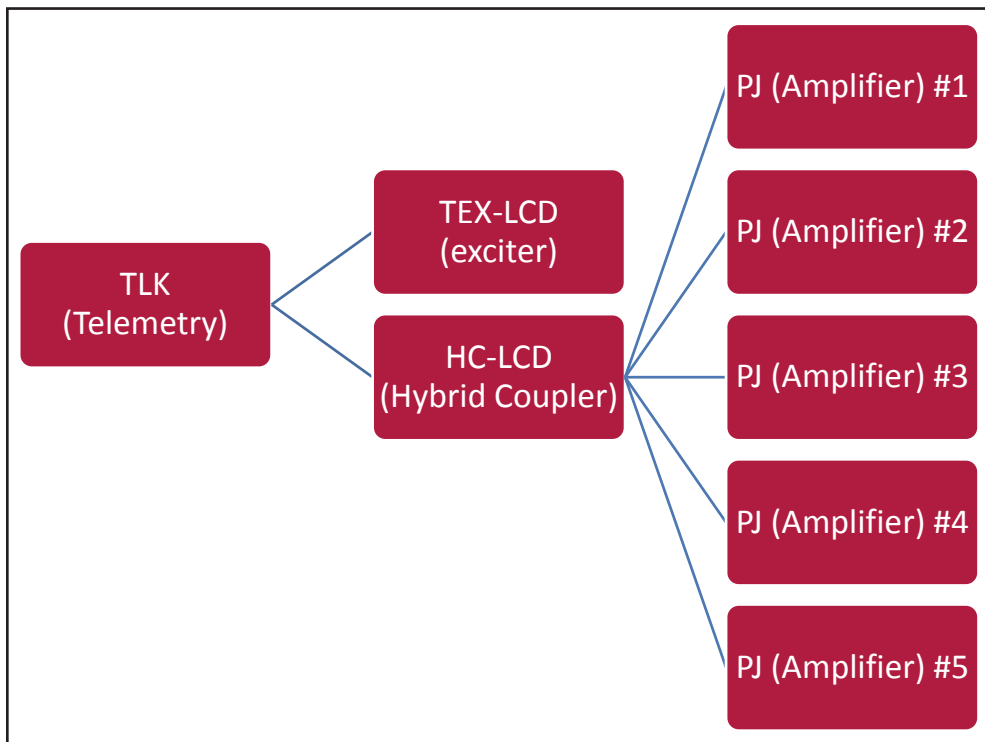 TLK
(Telemetry)
TEX-LCD
(exciter)
HC-LCD
(Hybrid Coupler)
PJ (Amplifier) #1
PJ (Amplifier) #2
PJ (Amplifier) #3
PJ (Amplifier) #4
PJ (Amplifier) #5